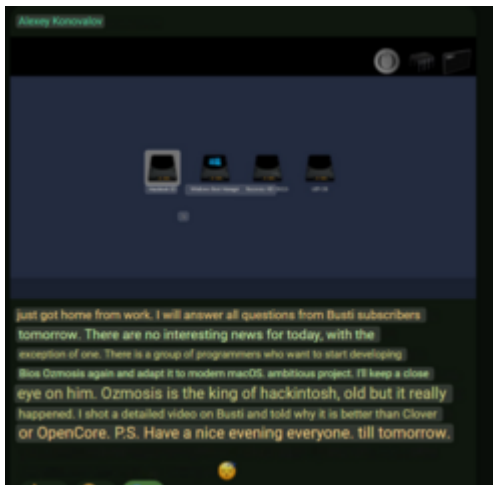 Alexey Konovalov
Windows Boot Manager
just got home from work. I will answer all questions from Busti subscribers
tomorrow. There are no interesting news for today, with the
exception of one. There is a group of programmers who want to start developing
Bios Ozmosis again and adapt it to modern macOS. ambitious project. I'll keep a close
eye on him. Ozmosis is the king of hackintosh, old but it really
happened. I shot a detailed video on Busti and told why it is better than Clover
or OpenCore. P.S. Have a nice evening everyone. till tomorrow.